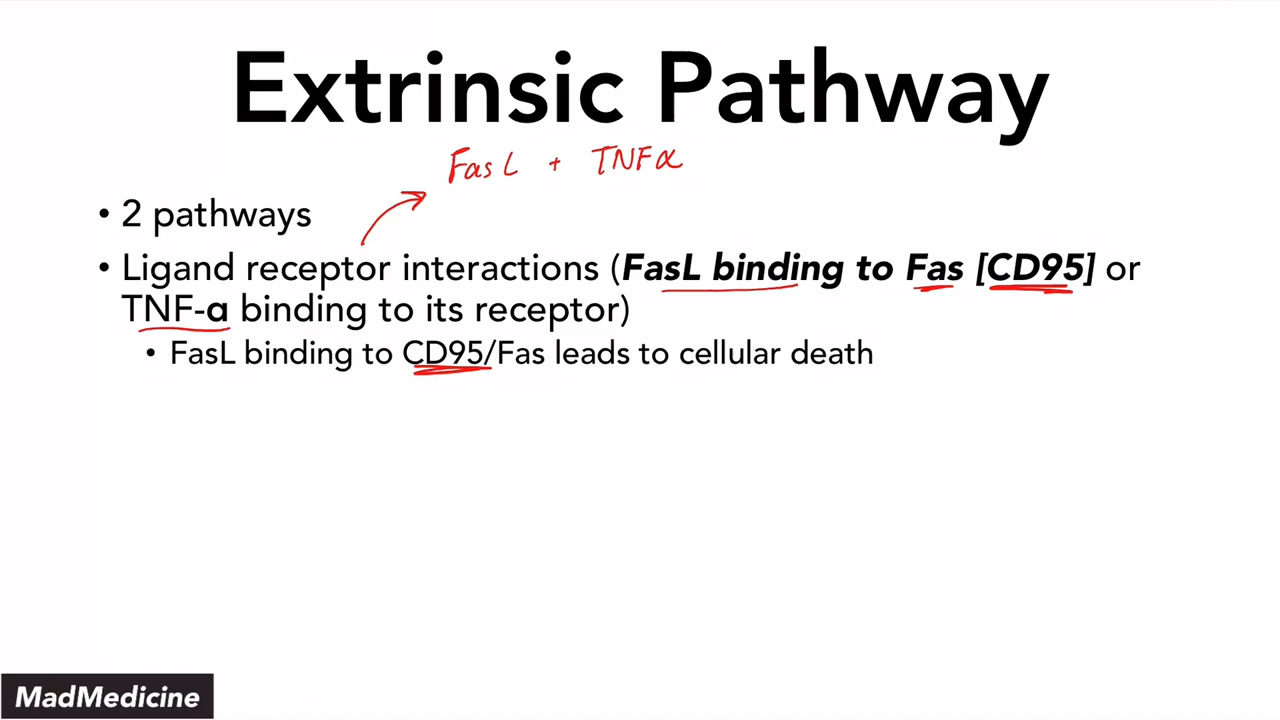 Extrinsic Pathway
FasL + TNFα
• 2 pathways
• Ligand receptor interactions (FasL binding to Fas [CD95] or
TNF-α binding to its receptor)
• FasL binding to CD95/Fas leads to cellular death
MadMedicine